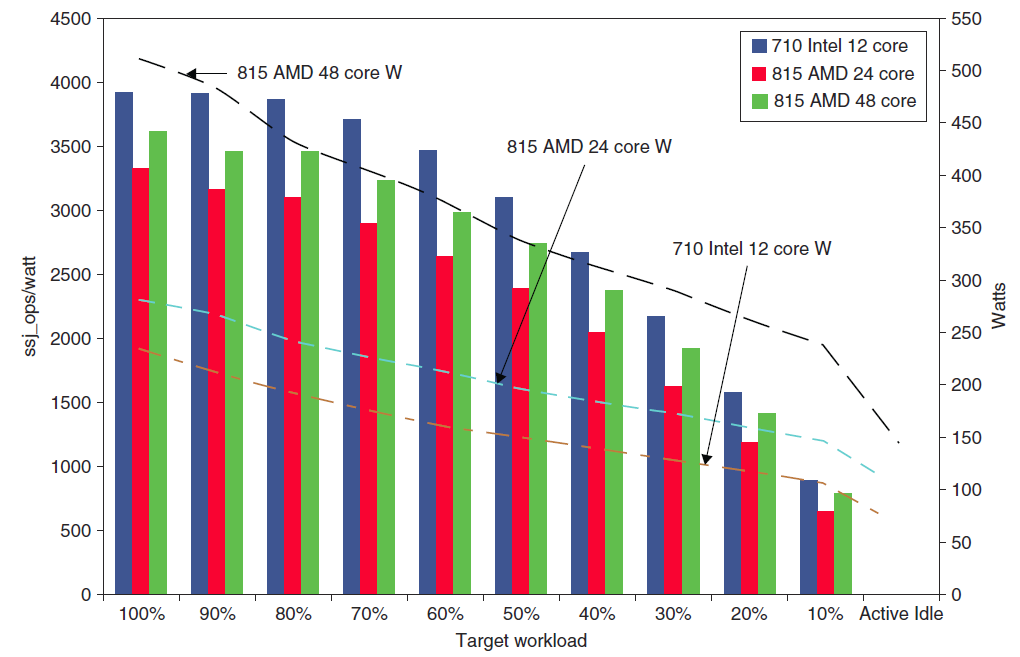 4500
4000
3500
3000
2500
2000
1500
1000
500
0
ssj_ops/watt
550
500
450
400
350
300
250
200
150
100
50
0
Watts
710 Intel 12 core
815 AMD 24 core
815 AMD 48 core
815 AMD 48 core W
815 AMD 24 core W
710 Intel 12 core W
100% 90% 80% 70% 60% 50% 40% 30% 20% 10% Active Idle
Target workload